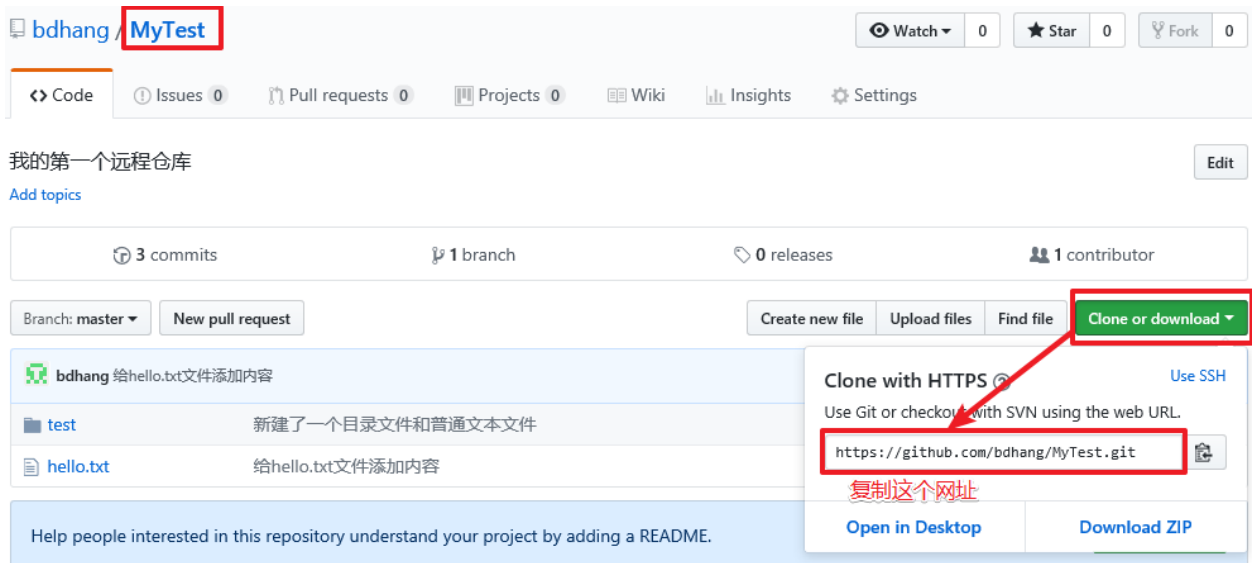 bdhang / MyTest
Watch 0 Star 0 Fork 0
Code Issues 0 Pull requests 0 Projects 0 Wiki Insights Settings
我的第一个远程仓库 Edit
Add topics
3 commits 1 branch 0 releases 1 contributor
Branch: master New pull request Create new file Upload files Find file Clone or download
bdhang 给hello.txt文件添加内容
test 新建了一个目录文件和普通文本文件
hello.txt 给hello.txt文件添加内容
Help people interested in this repository understand your project by adding a README.
Clone with HTTPS Use SSH
Use Git or checkout with SVN using the web URL.
https://github.com/bdhang/MyTest.git
复制这个网址
Open in Desktop Download ZIP